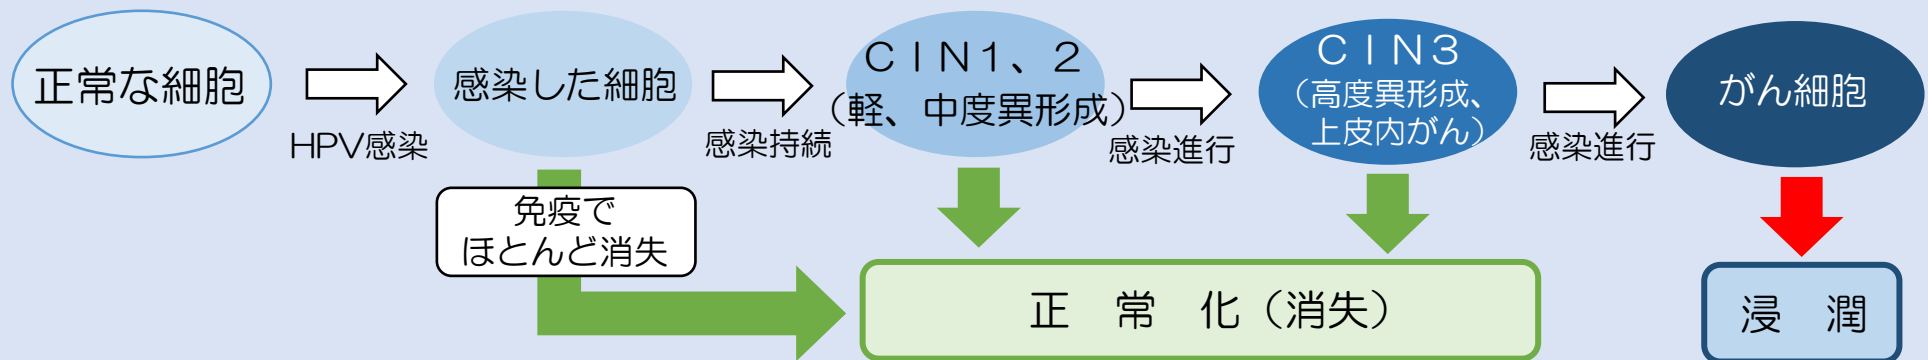 正常な細胞
HPV感染
感染した細胞
感染持続
ＣＩＮ１、２
（軽、中度異形成）
感染進行
ＣＩＮ３
（高度異形成、
上皮内がん）
感染進行
がん細胞
免疫で
ほとんど消失
正　常　化（消失）
浸　潤